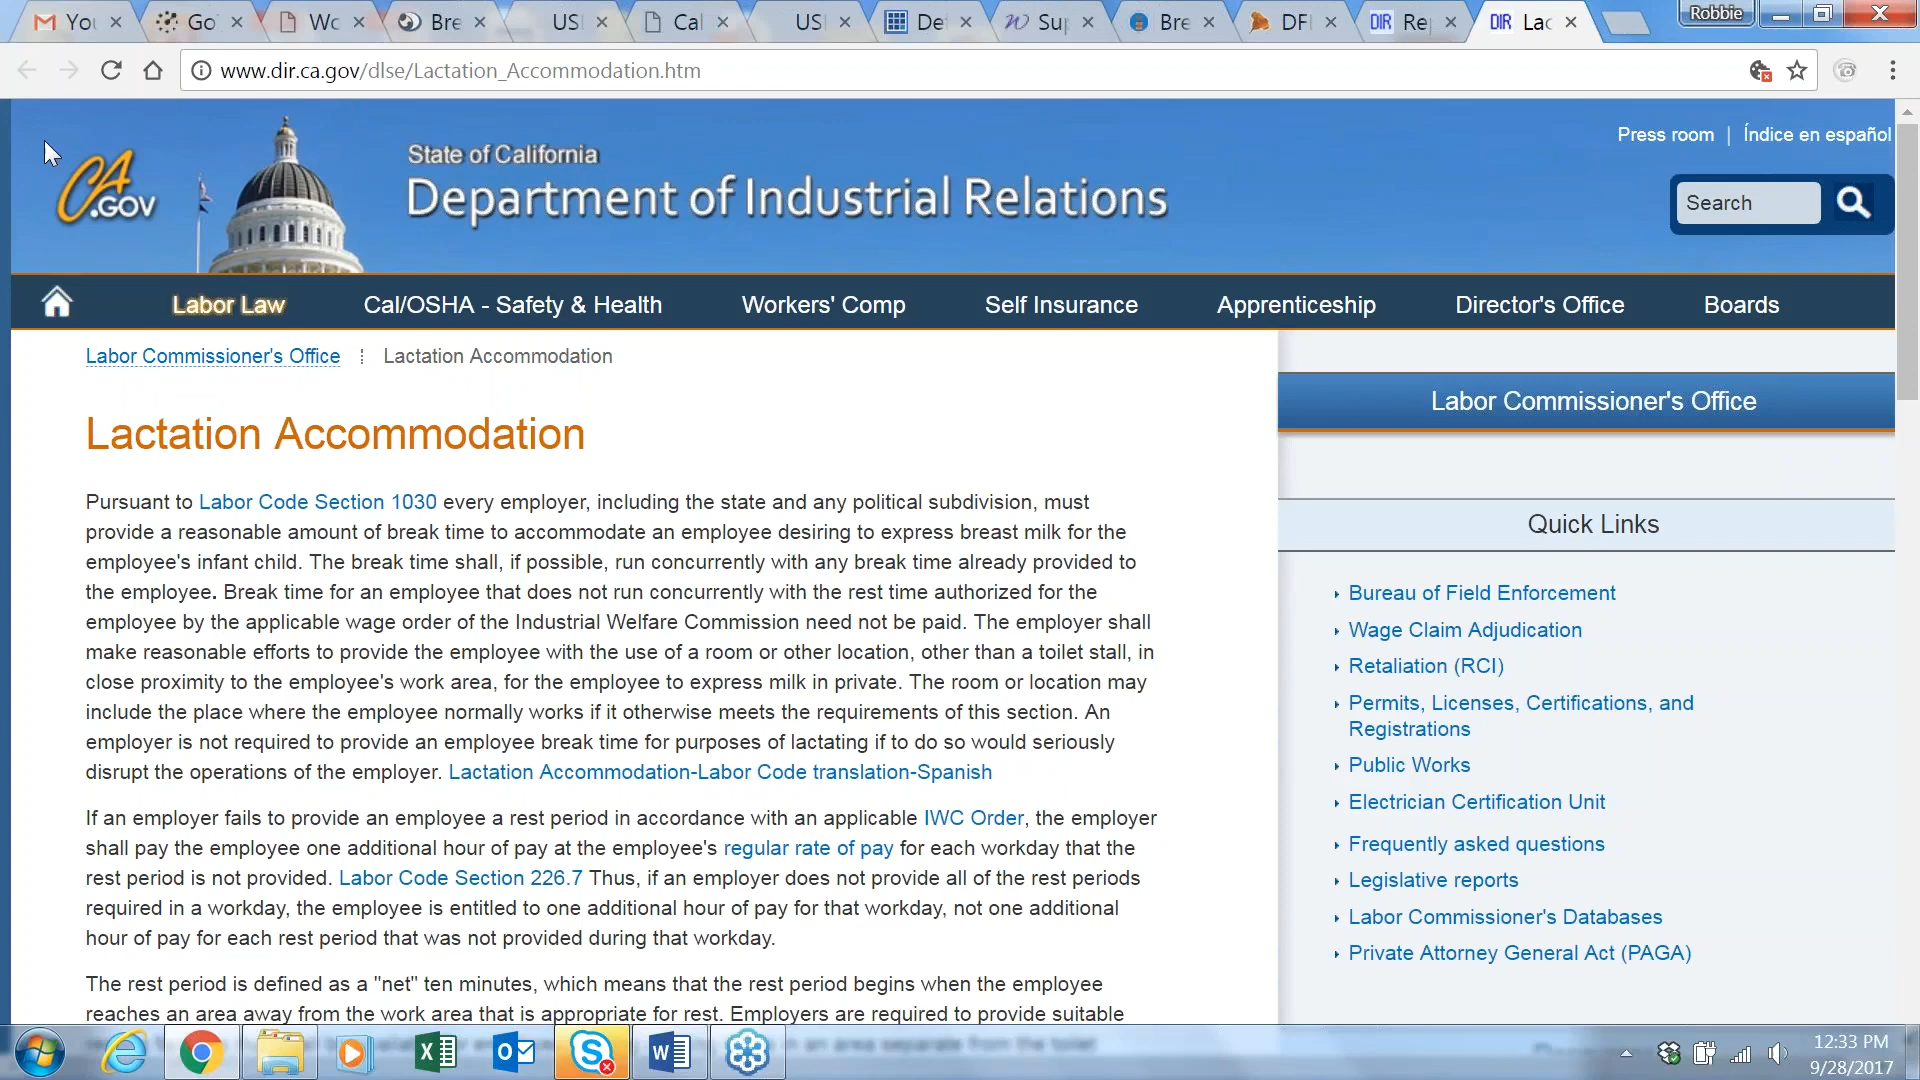 You
Go
Wo
Bre
USI
Cal
USI
Def
Sup
Bre
DFI
DIR Rep
DIR Lac
Robbie
www.dir.ca.gov/dlse/Lactation_Accommodation.htm
Press room | Índice en español
CA.GOV
State of California
Department of Industrial Relations
Search
Labor Law Cal/OSHA - Safety & Health Workers' Comp Self Insurance Apprenticeship Director's Office Boards
Labor Commissioner's Office Lactation Accommodation
Lactation Accommodation
Pursuant to Labor Code Section 1030 every employer, including the state and any political subdivision, must
provide a reasonable amount of break time to accommodate an employee desiring to express breast milk for the
employee's infant child. The break time shall, if possible, run concurrently with any break time already provided to
the employee. Break time for an employee that does not run concurrently with the rest time authorized for the
employee by the applicable wage order of the Industrial Welfare Commission need not be paid. The employer shall
make reasonable efforts to provide the employee with the use of a room or other location, other than a toilet stall, in
close proximity to the employee's work area, for the employee to express milk in private. The room or location may
include the place where the employee normally works if it otherwise meets the requirements of this section. An
employer is not required to provide an employee break time for purposes of lactating if to do so would seriously
disrupt the operations of the employer. Lactation Accommodation-Labor Code translation-Spanish
If an employer fails to provide an employee a rest period in accordance with an applicable IWC Order, the employer
shall pay the employee one additional hour of pay at the employee's regular rate of pay for each workday that the
rest period is not provided. Labor Code Section 226.7 Thus, if an employer does not provide all of the rest periods
required in a workday, the employee is entitled to one additional hour of pay for that workday, not one additional
hour of pay for each rest period that was not provided during that workday.
The rest period is defined as a "net" ten minutes, which means that the rest period begins when the employee
reaches an area away from the work area that is appropriate for rest. Employers are required to provide suitable
Labor Commissioner's Office
Quick Links
Bureau of Field Enforcement
Wage Claim Adjudication
Retaliation (RCI)
Permits, Licenses, Certifications, and
Registrations
Public Works
Electrician Certification Unit
Frequently asked questions
Legislative reports
Labor Commissioner's Databases
Private Attorney General Act (PAGA)
12:33 PM
9/28/2017